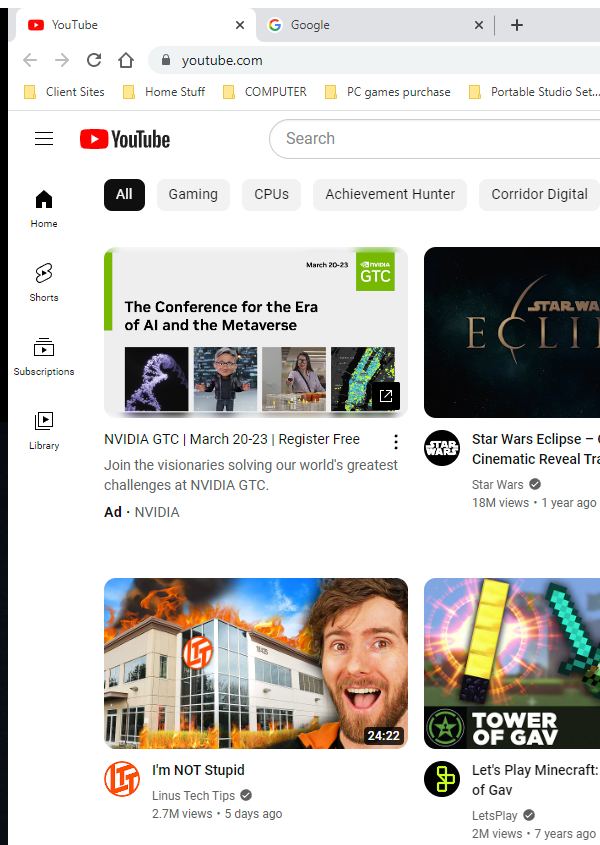 YouTube
Google
youtube.com
Client Sites
Home Stuff
COMPUTER
PC games purchase
Portable Studio Set...
YouTube
Search
All
Gaming
CPUs
Achievement Hunter
Corridor Digital
Home
Shorts
Subscriptions
Library
March 20-23
NVIDIA
GTC
The Conference for the Era
of AI and the Metaverse
NVIDIA GTC | March 20-23 | Register Free
Join the visionaries solving our world's greatest
challenges at NVIDIA GTC.
Ad · NVIDIA
STAR WA
ECLI
STAR WARS
Star Wars Eclipse –
Cinematic Reveal Tra
Star Wars
18M views • 1 year ago
LTT
24:22
LTT
I'm NOT Stupid
Linus Tech Tips
2.7M views • 5 days ago
TOWER
OF GAV
Let's Play Minecraft:
of Gav
LetsPlay
2M views • 7 years ago